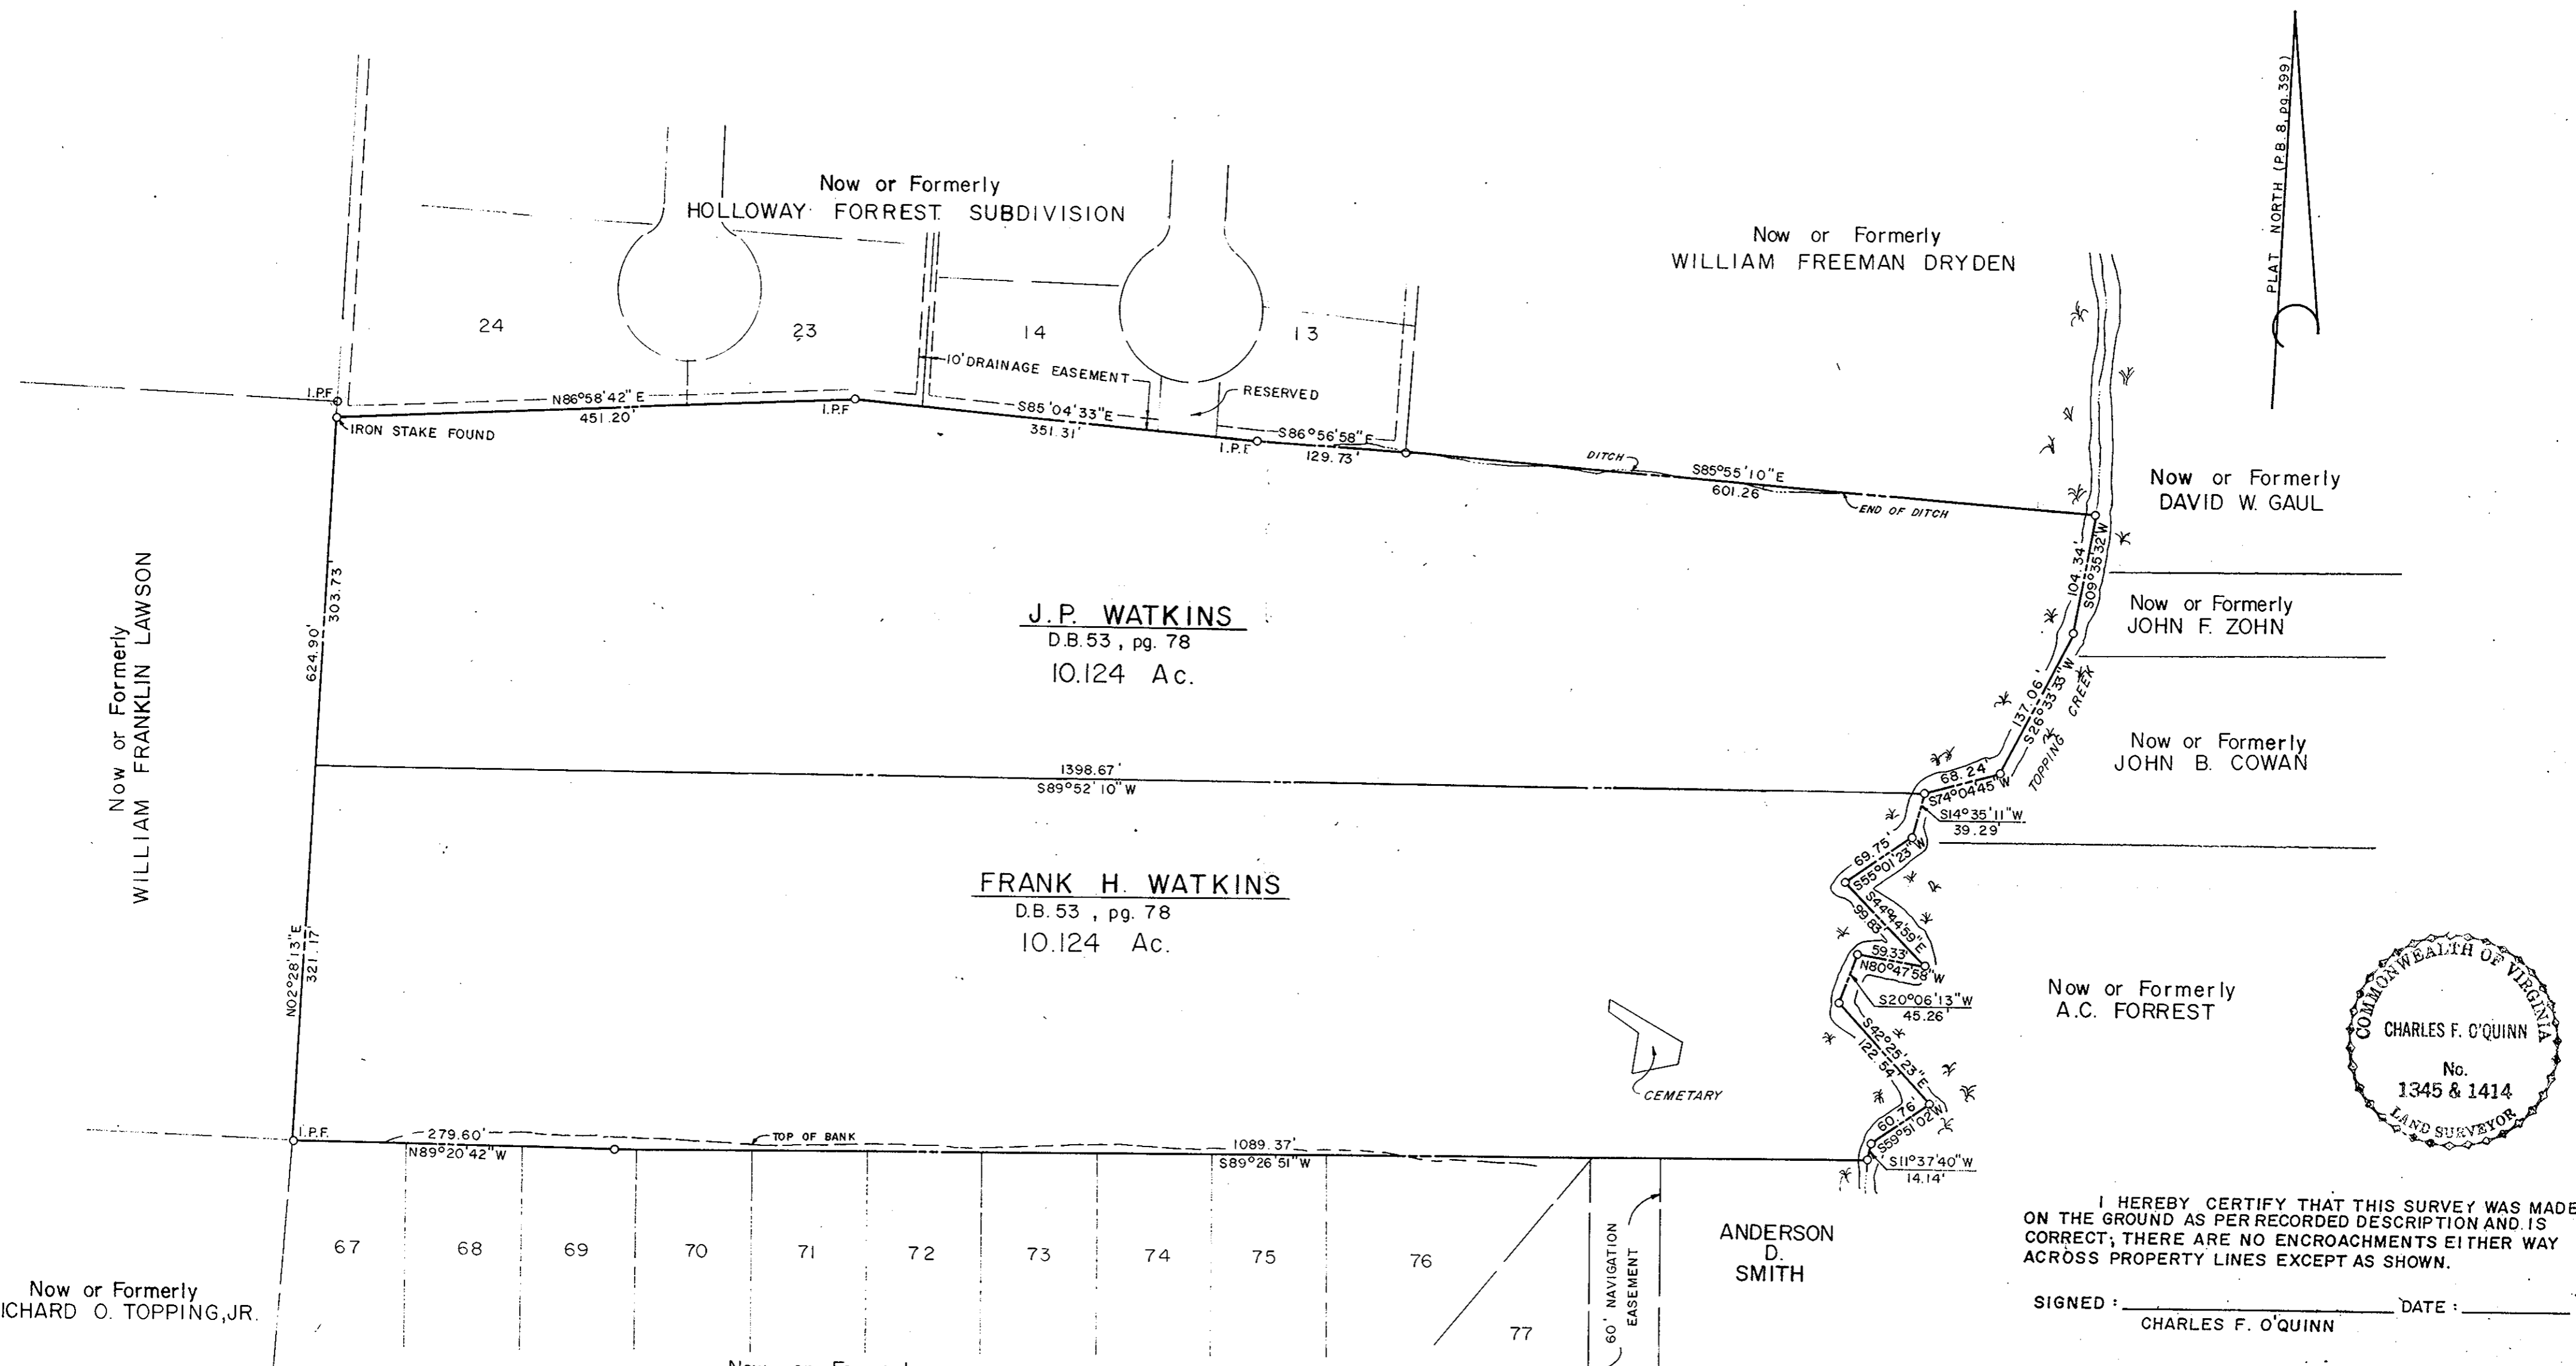 PLAT NORTH (P.B. 8, pg. 399)
Now or Formerly
HOLLOWAY FORREST SUBDIVISION
Now or Formerly
WILLIAM FREEMAN DRYDEN
24
23
14
13
10' DRAINAGE EASEMENT
RESERVED
I.P.F.
N86°58'42"E
451.20'
IRON STAKE FOUND
I.P.F
S85°04'33"E
351.31'
I.P.F
S86°56'58"E
129.73'
DITCH
S85°55'10"E
601.26'
END OF DITCH
Now or Formerly
DAVID W. GAUL
104.34'
S09°35'32"W
Now or Formerly
JOHN F. ZOHN
137.06'
S26°33'33"W
TOPPING CREEK
Now or Formerly
JOHN B. COWAN
Now or Formerly
WILLIAM FRANKLIN LAWSON
303.73'
624.90'
N02°28'13"E
321.17'
J.P. WATKINS
D.B. 53 , pg. 78
10.124 Ac.
1398.67'
S89°52'10"W
68.24'
S74°04'45"W
S14°35'11"W
39.29'
69.75'
S55°01'23"W
S44°44'59"E
99.83'
59.33'
N80°47'58"W
S20°06'13"W
45.26'
S42°25'23"E
122.54'
60.76'
S59°51'02"W
S11°37'40"W
14.14'
FRANK H. WATKINS
D.B. 53 , pg. 78
10.124 Ac.
CEMETARY
Now or Formerly
A.C. FORREST
COMMONWEALTH OF VIRGINIA
CHARLES F. O'QUINN
No.
1345 & 1414
LAND SURVEYOR
I.P.F.
279.60'
N89°20'42"W
TOP OF BANK
1089.37'
S89°26'51"W
67
68
69
70
71
72
73
74
75
76
77
60' NAVIGATION
EASEMENT
ANDERSON
D.
SMITH
Now or Formerly
ICHARD O. TOPPING, JR.
I HEREBY CERTIFY THAT THIS SURVEY WAS MADE
ON THE GROUND AS PER RECORDED DESCRIPTION AND IS
CORRECT; THERE ARE NO ENCROACHMENTS EITHER WAY
ACROSS PROPERTY LINES EXCEPT AS SHOWN.
SIGNED : DATE :
CHARLES F. O'QUINN